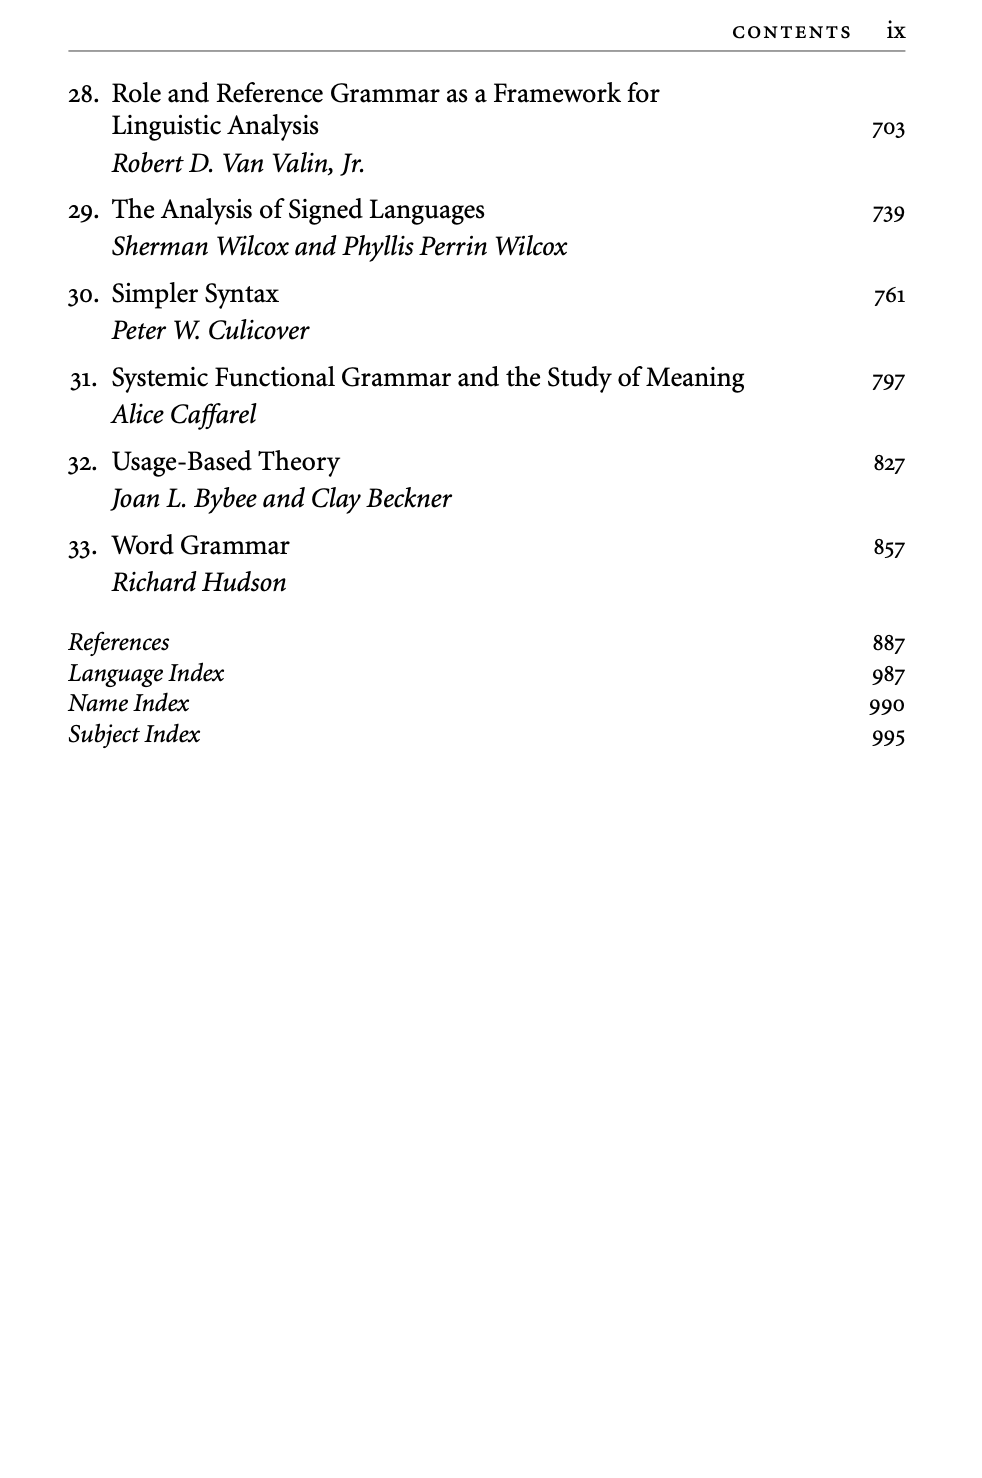 CONTENTS ix
28. Role and Reference Grammar as a Framework for
Linguistic Analysis 703
Robert D. Van Valin, Jr.
29. The Analysis of Signed Languages 739
Sherman Wilcox and Phyllis Perrin Wilcox
30. Simpler Syntax 761
Peter W. Culicover
31. Systemic Functional Grammar and the Study of Meaning 797
Alice Caffarel
32. Usage-Based Theory 827
Joan L. Bybee and Clay Beckner
33. Word Grammar 857
Richard Hudson
References 887
Language Index 987
Name Index 990
Subject Index 995